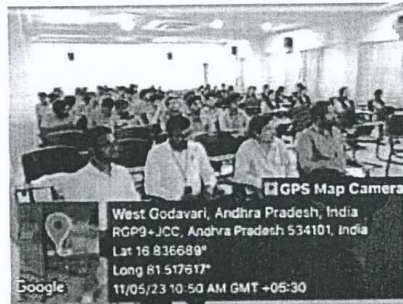 GPS Map Camera
West Godavari, Andhra Pradesh, India
RGP9+JCC, Andhra Pradesh 534101, India
Lat 16.836689°
Long 81.517617°
11/05/23 10:50 AM GMT +05:30
Google